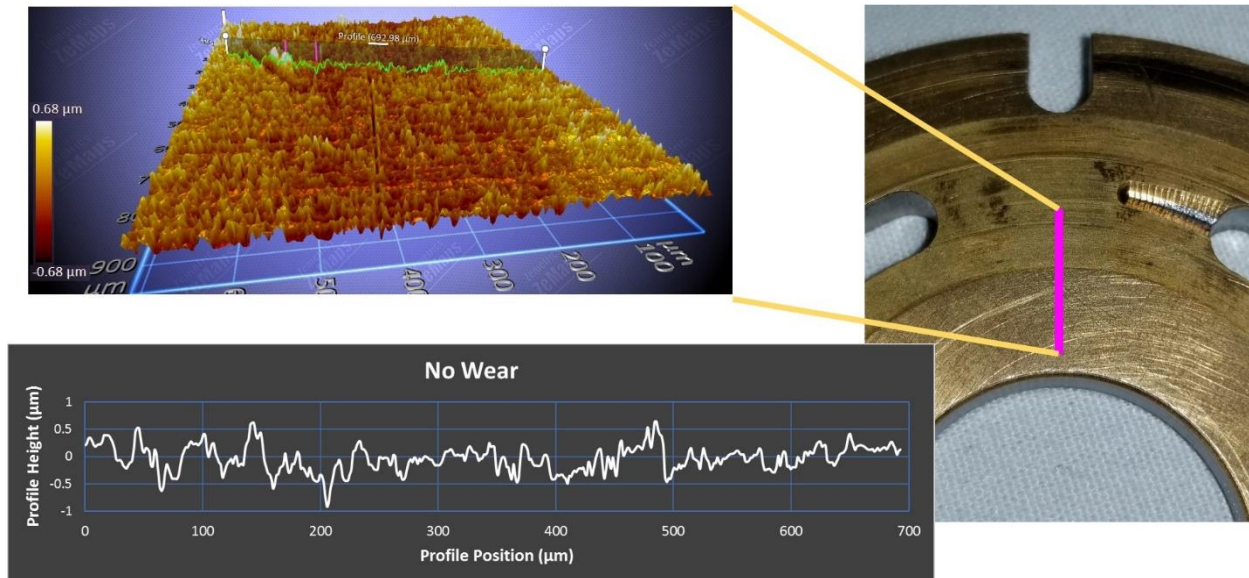 Profile (692.98 µm)
0.68 µm
-0.68 µm
ZeMaps
ZeMaps
900
µm
500
400
300
200
100
µm
No Wear
Profile Height (µm)
1
0.5
0
-0.5
-1
0
100
200
300
400
500
600
700
Profile Position (µm)